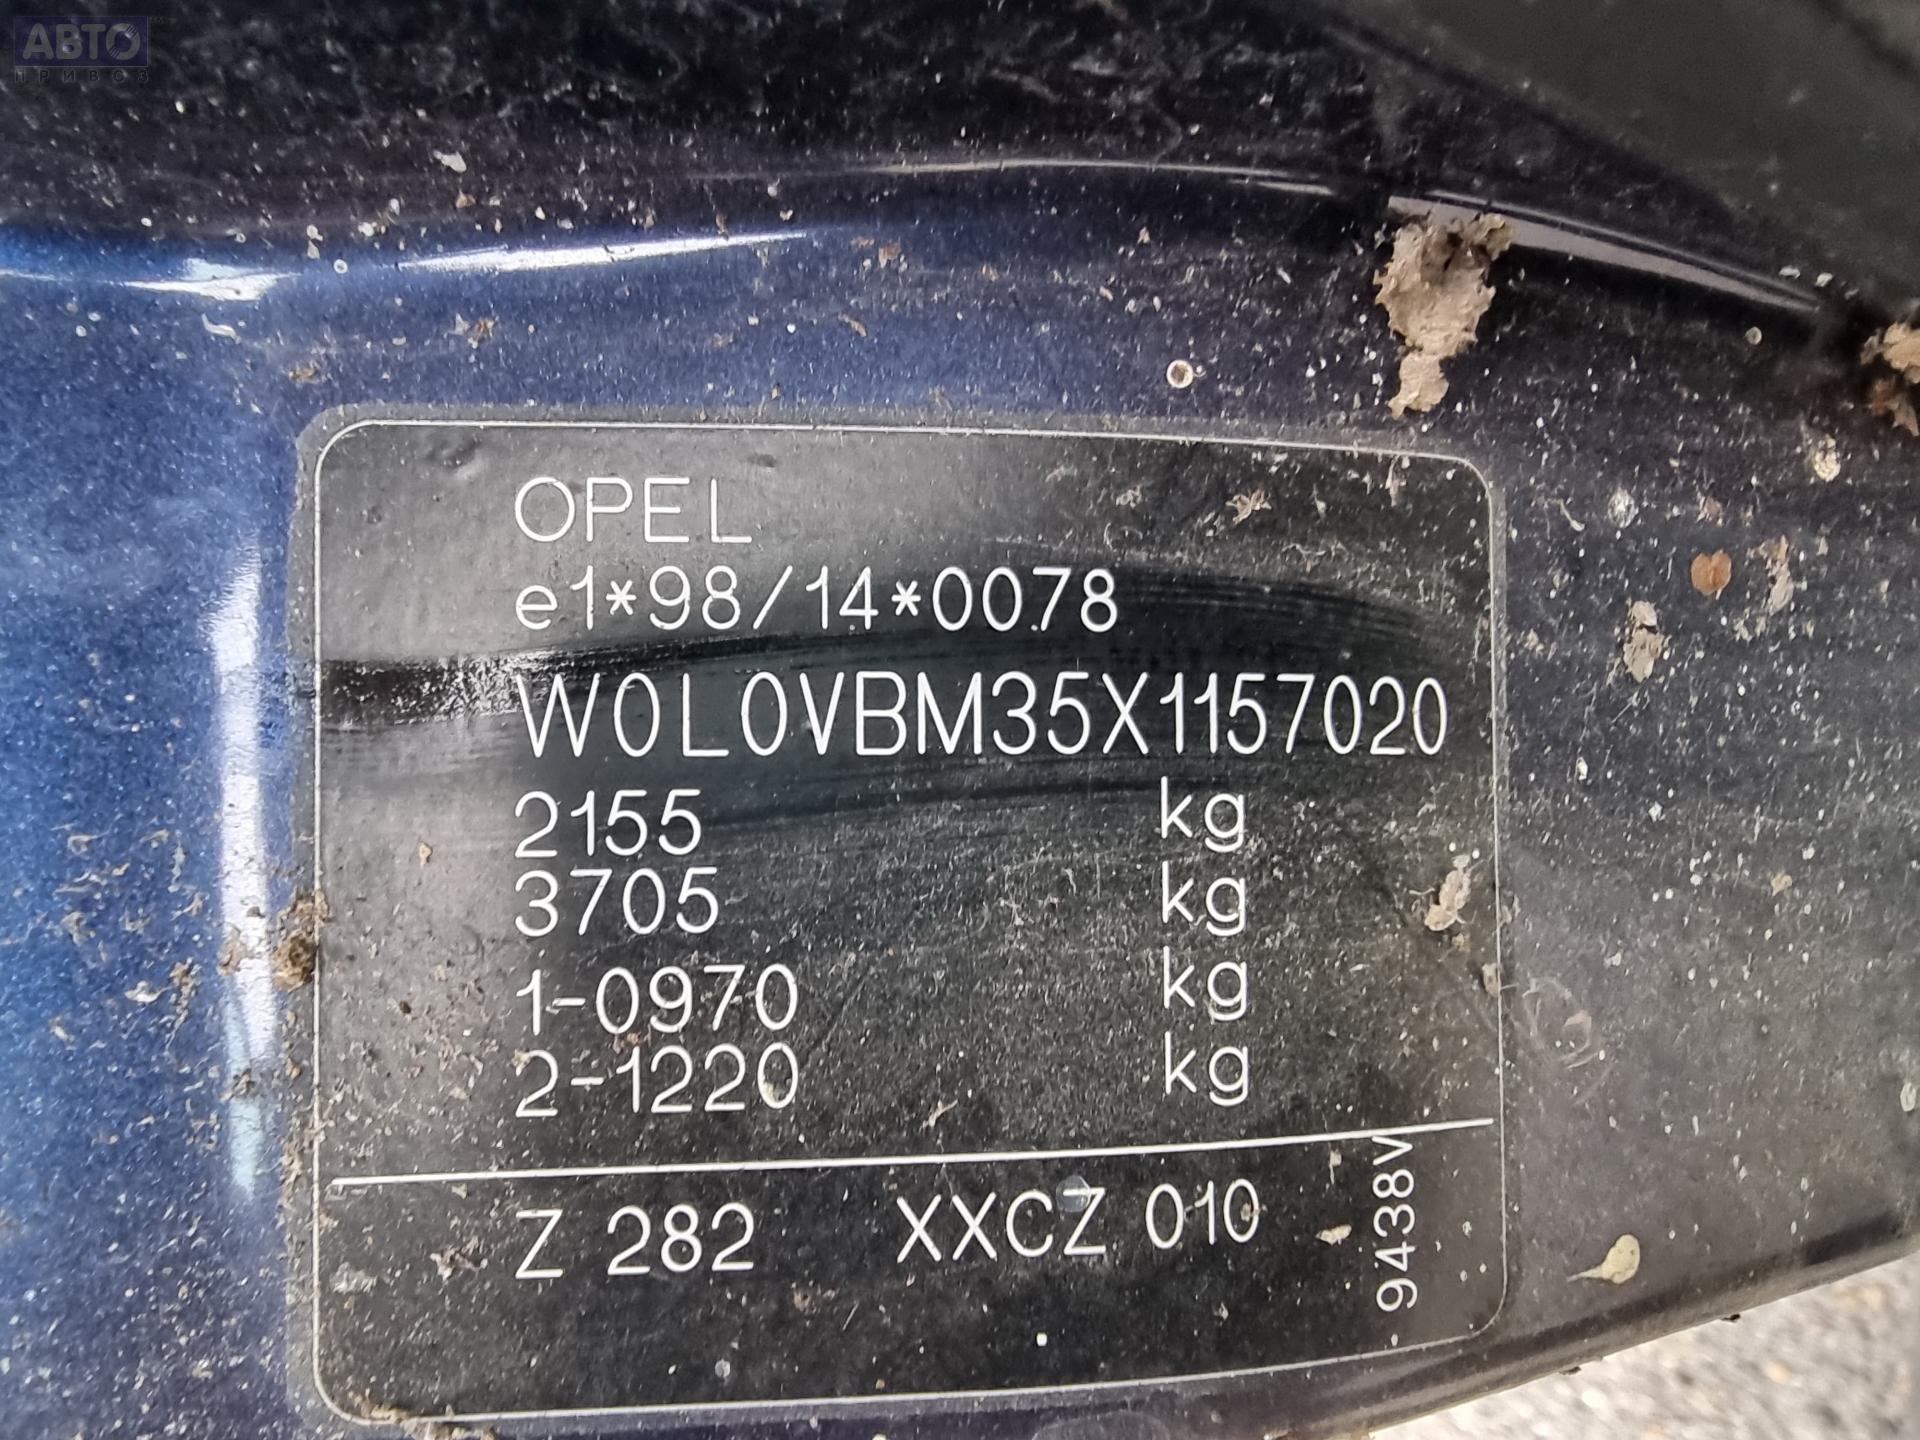 АВТО
ПРИВОЗ
OPEL
e1*98/14*0078
W0L0VBM35X1157020
2155 kg
3705 kg
1-0970 kg
2-1220 kg
Z 282 XXCZ 010
9438V